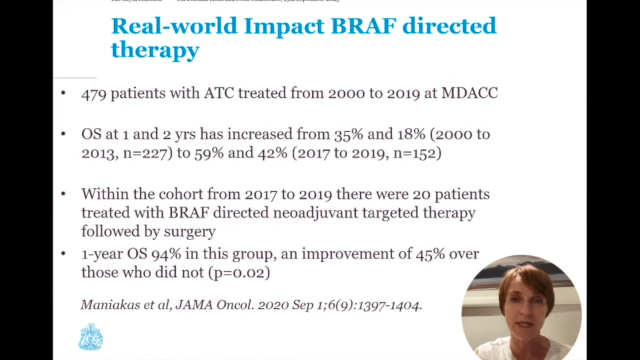 Real-world Impact BRAF directed
therapy
• 479 patients with ATC treated from 2000 to 2019 at MDACC
• OS at 1 and 2 yrs has increased from 35% and 18% (2000 to
2013, n=227) to 59% and 42% (2017 to 2019, n=152)
• Within the cohort from 2017 to 2019 there were 20 patients
treated with BRAF directed neoadjuvant targeted therapy
followed by surgery
• 1-year OS 94% in this group, an improvement of 45% over
those who did not (p=0.02)
Maniakas et al, JAMA Oncol. 2020 Sep 1;6(9):1397-1404.